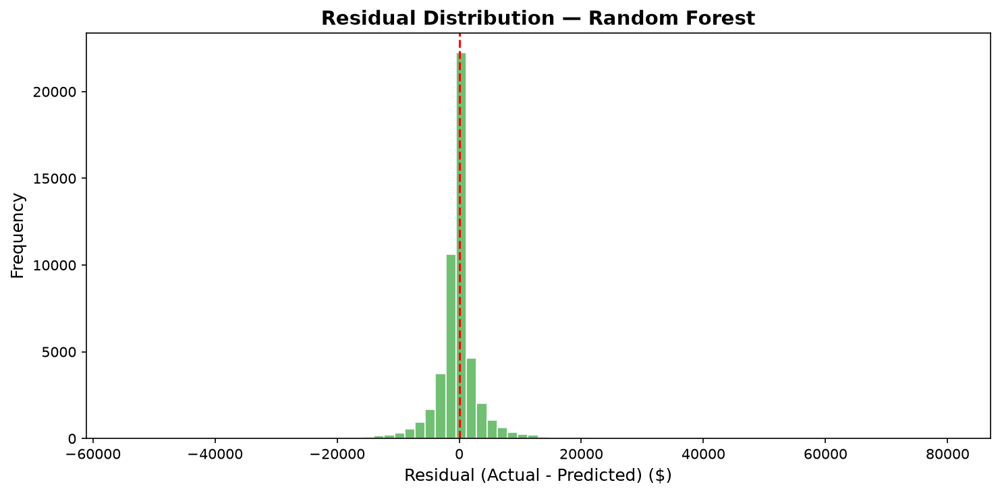 Residual Distribution — Random Forest
Frequency
20000
15000
10000
5000
0
−60000 −40000 −20000 0 20000 40000 60000 80000
Residual (Actual - Predicted) ($)